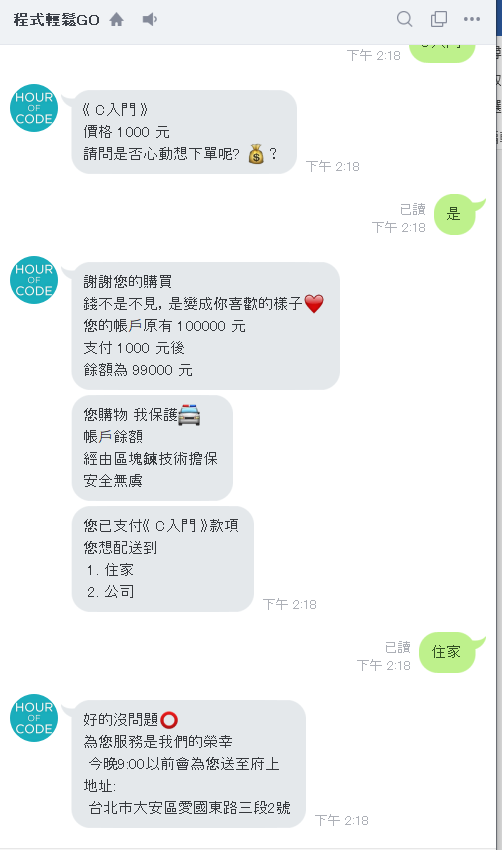 程式輕鬆GO
下午 2:18
C入門
HOUR
OF
CODE
《 C入門 》
價格 1000 元
請問是否心動想下單呢? 💰 ?
下午 2:18
已讀
下午 2:18
是
HOUR
OF
CODE
謝謝您的購買
錢不是不見, 是變成你喜歡的樣子❤️
您的帳戶原有 100000 元
支付 1000 元後
餘額為 99000 元
您購物 我保護🚔
帳戶餘額
經由區塊鍊技術擔保
安全無虞
您已支付《 C入門 》款項
您想配送到
1. 住家
2. 公司
下午 2:18
已讀
下午 2:18
住家
HOUR
OF
CODE
好的沒問題⭕
為您服務是我們的榮幸
今晚9:00以前會為您送至府上
地址:
台北市大安區愛國東路三段2號
下午 2:18